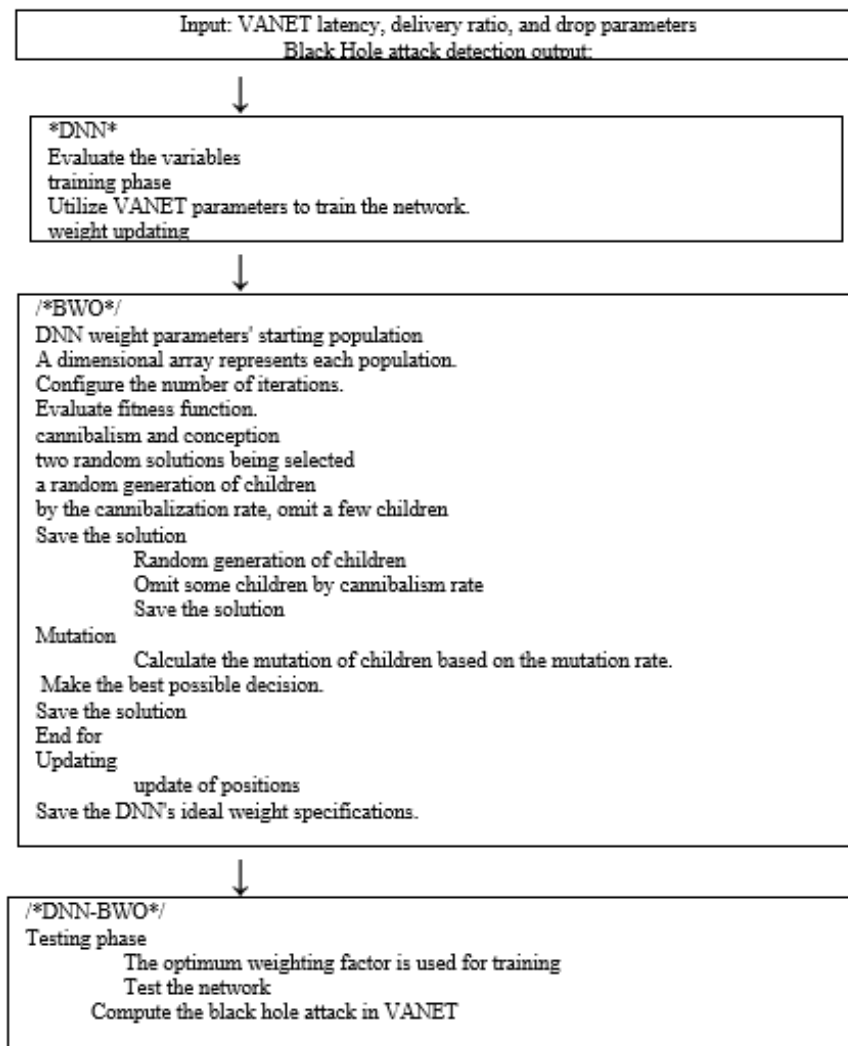 Input: VANET latency, delivery ratio, and drop parameters
Black Hole attack detection output:
*DNN*
Evaluate the variables
training phase
Utilize VANET parameters to train the network.
weight updating
/*BWO*/
DNN weight parameters' starting population
A dimensional array represents each population.
Configure the number of iterations.
Evaluate fitness function.
cannibalism and conception
two random solutions being selected
a random generation of children
by the cannibalization rate, omit a few children
Save the solution
Random generation of children
Omit some children by cannibalism rate
Save the solution
Mutation
Calculate the mutation of children based on the mutation rate.
Make the best possible decision.
Save the solution
End for
Updating
update of positions
Save the DNN's ideal weight specifications.
/*DNN-BWO*/
Testing phase
The optimum weighting factor is used for training
Test the network
Compute the black hole attack in VANET